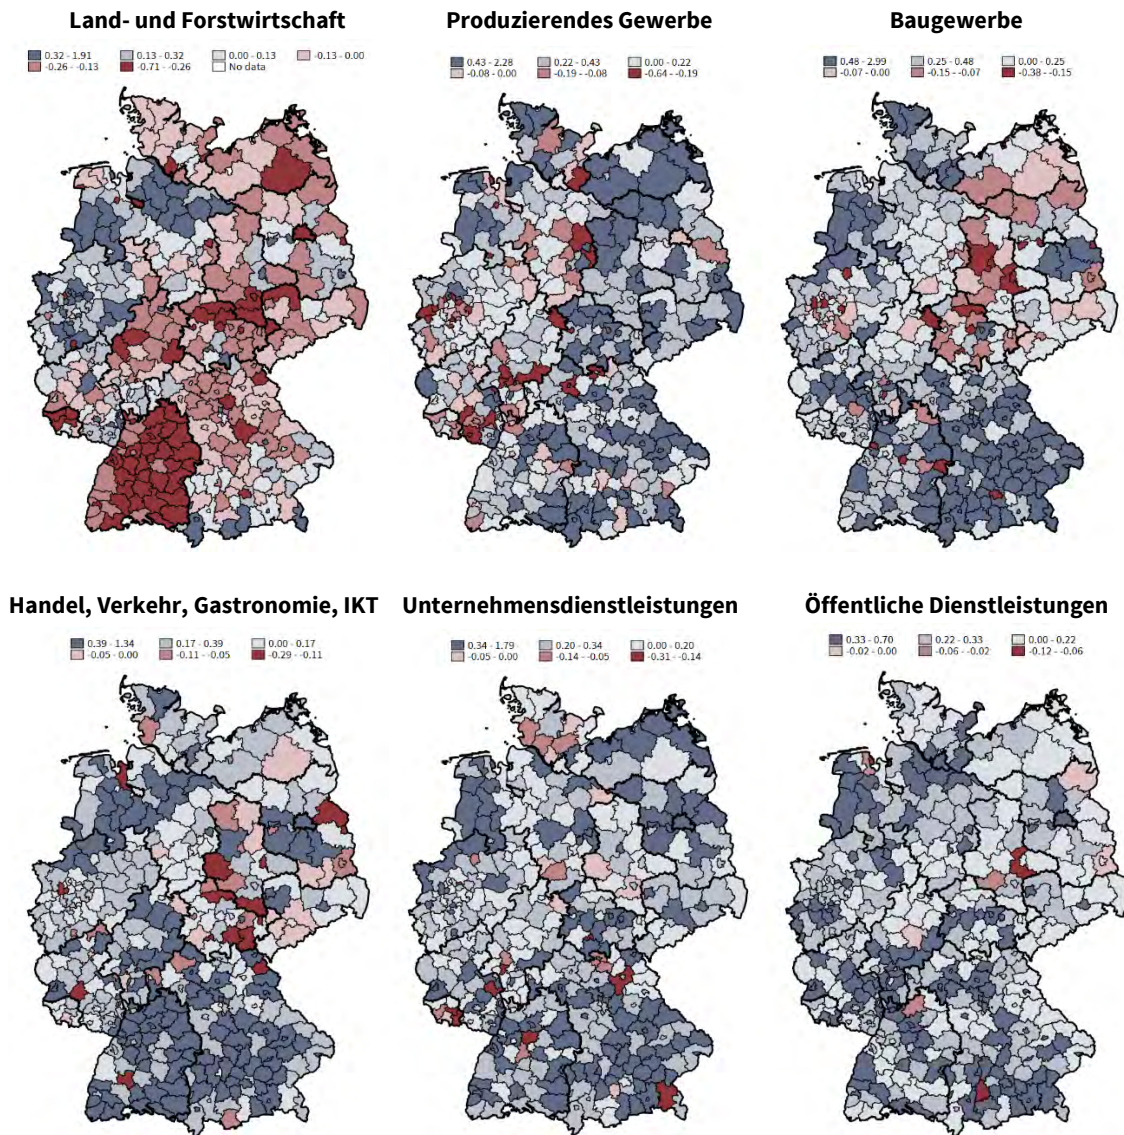 Land- und Forstwirtschaft
0.32 - 1.91 0.13 - 0.32 0.00 - 0.13 -0.13 - 0.00
-0.26 - -0.13 -0.71 - -0.26 No data
Produzierendes Gewerbe
0.43 - 2.28 0.22 - 0.43 0.00 - 0.22
-0.08 - 0.00 -0.19 - -0.08 -0.64 - -0.19
Baugewerbe
0.48 - 2.99 0.25 - 0.48 0.00 - 0.25
-0.07 - 0.00 -0.15 - -0.07 -0.38 - -0.15
Handel, Verkehr, Gastronomie, IKT
0.39 - 1.34 0.17 - 0.39 0.00 - 0.17
-0.05 - 0.00 -0.11 - -0.05 -0.29 - -0.11
Unternehmensdienstleistungen
0.34 - 1.79 0.20 - 0.34 0.00 - 0.20
-0.05 - 0.00 -0.14 - -0.05 -0.31 - -0.14
Öffentliche Dienstleistungen
0.33 - 0.70 0.22 - 0.33 0.00 - 0.22
-0.02 - 0.00 -0.06 - -0.02 -0.12 - -0.06